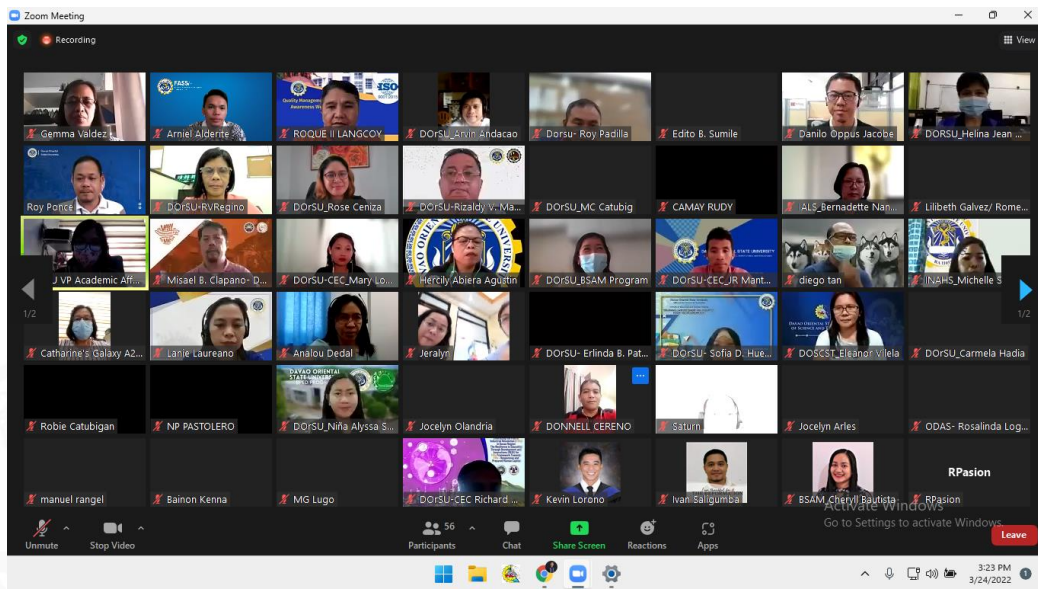 Zoom Meeting
Recording
View
Gemma Valdez
Arniel Alderite
ROQUE II LANGCOY
DOrSU_Arvin Andacao
Dorsu- Roy Padilla
Edito B. Sumile
Danilo Oppus Jacobe
DORSU_Helina Jean ...
Roy Ponce
DOrSU-RVRegino
DOrSU_Rose Ceniza
DOrSU-Rizaldy V. Ma...
DOrSU_MC Catubig
CAMAY RUDY
ALS_Bernadette Nan...
Lilibeth Galvez/ Rome...
VP Academic Aff...
Misael B. Clapano- D...
DOrSU-CEC_Mary Lo...
Hercily Abiera Agustin
DOrSU_BSAM Program
DOrSU-CEC_JR Mant...
diego tan
INAHS_Michelle S
1/2
1/2
Catharine's Galaxy A2...
Lanie Laureano
Analou Dedal
Jeralyn
DOrSU- Erlinda B. Pat...
DOrSU- Sofia D. Hue...
DOSCST_Eleanor Vilela
DOrSU_Carmela Hadia
DAVAO ORIENTAL
STATE UNIVERSITY
Robie Catubigan
NP PASTOLERO
DOrSU_Niña Alyssa S...
Jocelyn Olandria
DONNELL CERENO
Saturn
Jocelyn Arles
ODAS- Rosalinda Log...
RPasion
manuel rangel
Bainon Kenna
MG Lugo
DOrSU-CEC Richard ...
Kevin Lorono
Ivan Saligumba
BSAM_Cheryll Bautista
RPasion
Activate Windows
Go to Settings to activate Windows.
56
Unmute
Stop Video
Participants
Chat
Share Screen
Reactions
Apps
Leave
3:23 PM
3/24/2022
1